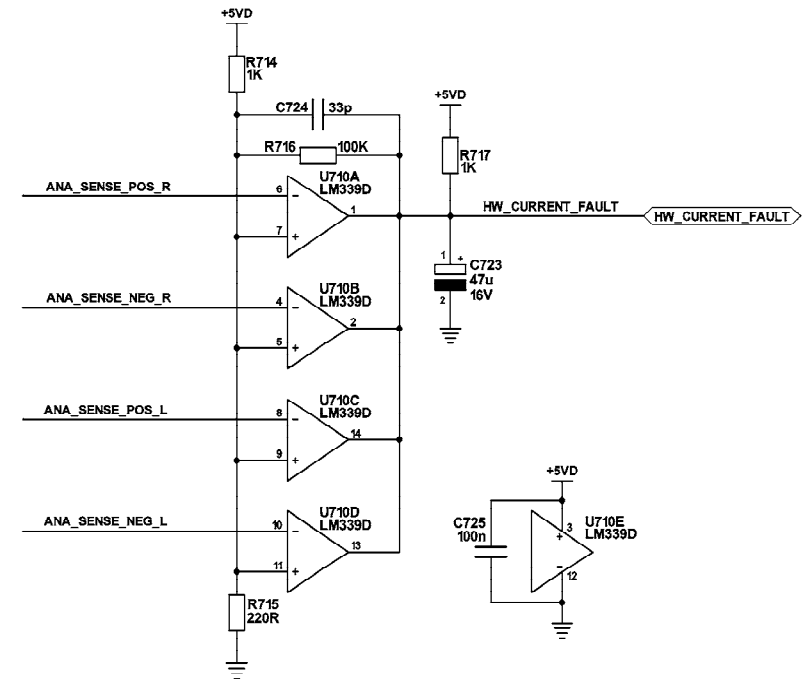 +5VD
R714
1K
C724 33p
+5VD
R716 100K
R717
1K
U710A
LM339D
ANA_SENSE_POS_R
6
-
1
7
+
HW_CURRENT_FAULT
HW_CURRENT_FAULT
1
+
C723
47u
16V
2
U710B
LM339D
ANA_SENSE_NEG_R
4
-
2
5
+
U710C
LM339D
ANA_SENSE_POS_L
8
-
14
9
+
U710D
LM339D
ANA_SENSE_NEG_L
10
-
13
11
+
R715
220R
+5VD
C725
100n
3
+
U710E
LM339D
-
12